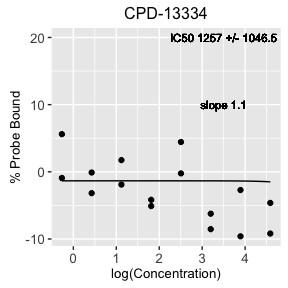 CPD-13334
IC50 1257 +/- 1046.5
slope 1.1
20
10
0
-10
% Probe Bound
0 1 2 3 4
log(Concentration)